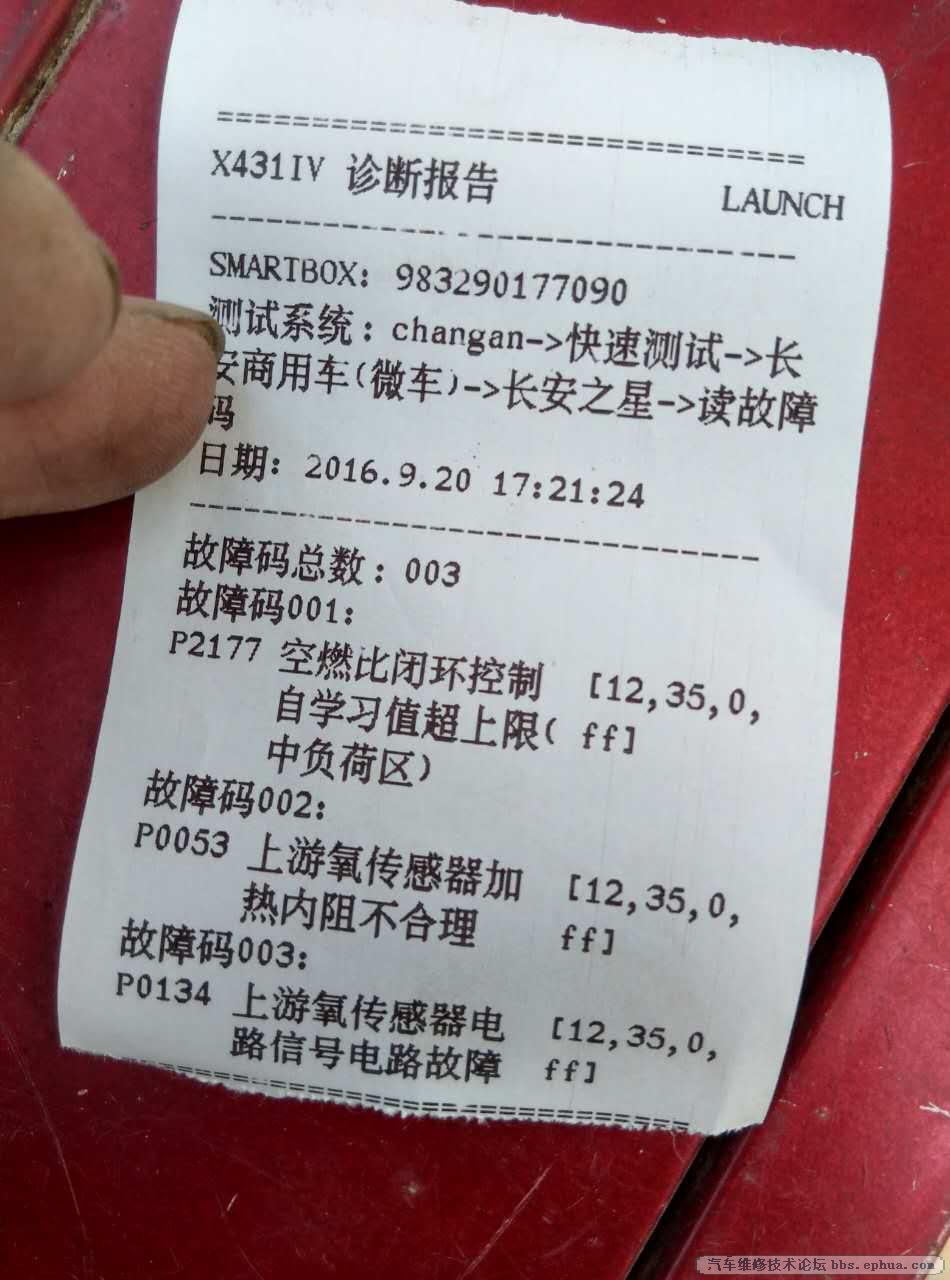 ==============================
X431IV 诊断报告 LAUNCH
------------------------------
SMARTBOX: 983290177090
测试系统: changan->快速测试->长
安商用车(微车)->长安之星->读故障
码
日期: 2016.9.20 17:21:24
------------------------------
故障码总数: 003
故障码001:
P2177 空燃比闭环控制 [12,35,0,
自学习值超上限( ff]
中负荷区)
故障码002:
P0053 上游氧传感器加 [12,35,0,
热内阻不合理 ff]
故障码003:
P0134 上游氧传感器电 [12,35,0,
路信号电路故障 ff]
==============================
汽车维修技术论坛 bbs.ephua.com